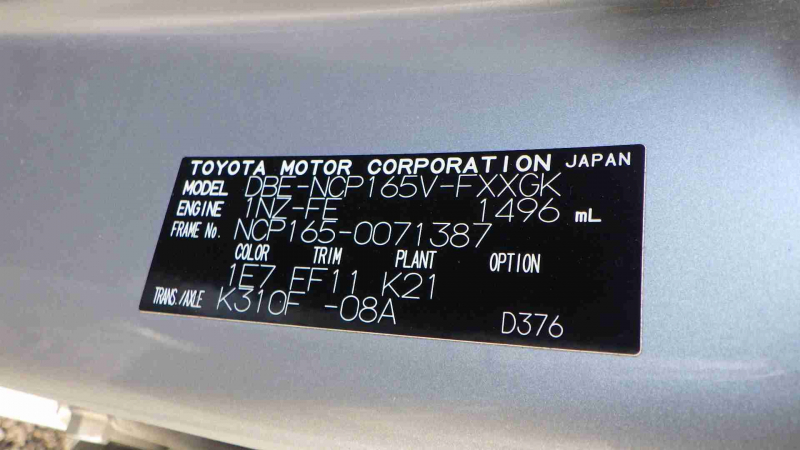 TOYOTA MOTOR CORPORATION JAPAN
MODEL DBE-NCP165V-FXXGK
ENGINE 1NZ-FE 1496 mL
FRAME No. NCP165-0071387
COLOR TRIM PLANT OPTION
1E7 FF11 K21
TRANS./AXLE K310F -08A
D376